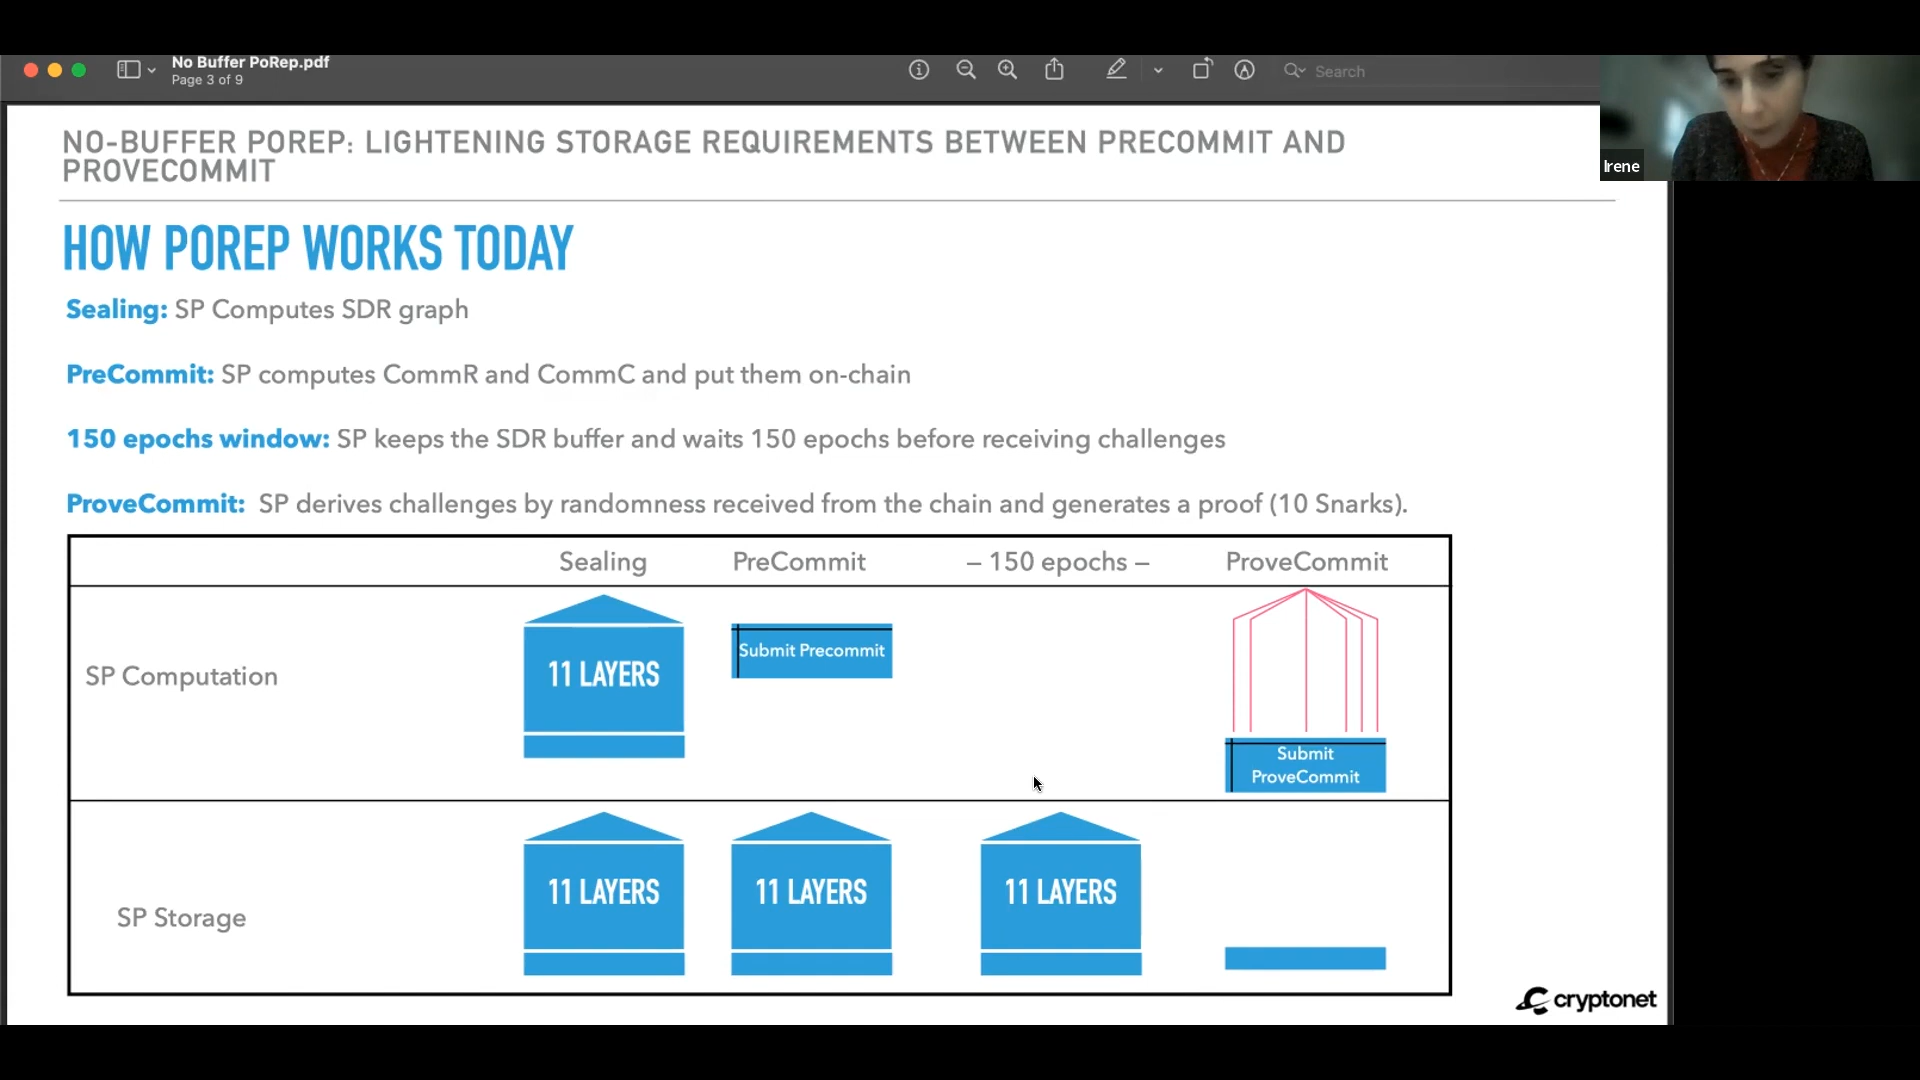 No Buffer PoRep.pdf
Page 3 of 9
Search
Irene
NO-BUFFER POREP: LIGHTENING STORAGE REQUIREMENTS BETWEEN PRECOMMIT AND
PROVECOMMIT
HOW POREP WORKS TODAY
Sealing: SP Computes SDR graph
PreCommit: SP computes CommR and CommC and put them on-chain
150 epochs window: SP keeps the SDR buffer and waits 150 epochs before receiving challenges
ProveCommit: SP derives challenges by randomness received from the chain and generates a proof (10 Snarks).
Sealing PreCommit – 150 epochs – ProveCommit
SP Computation
11 LAYERS
Submit Precommit
Submit
ProveCommit
SP Storage
11 LAYERS 11 LAYERS 11 LAYERS
cryptonet